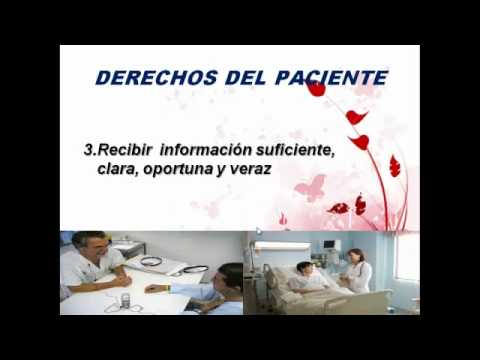 DERECHOS DEL PACIENTE
3.Recibir información suficiente,
clara, oportuna y veraz